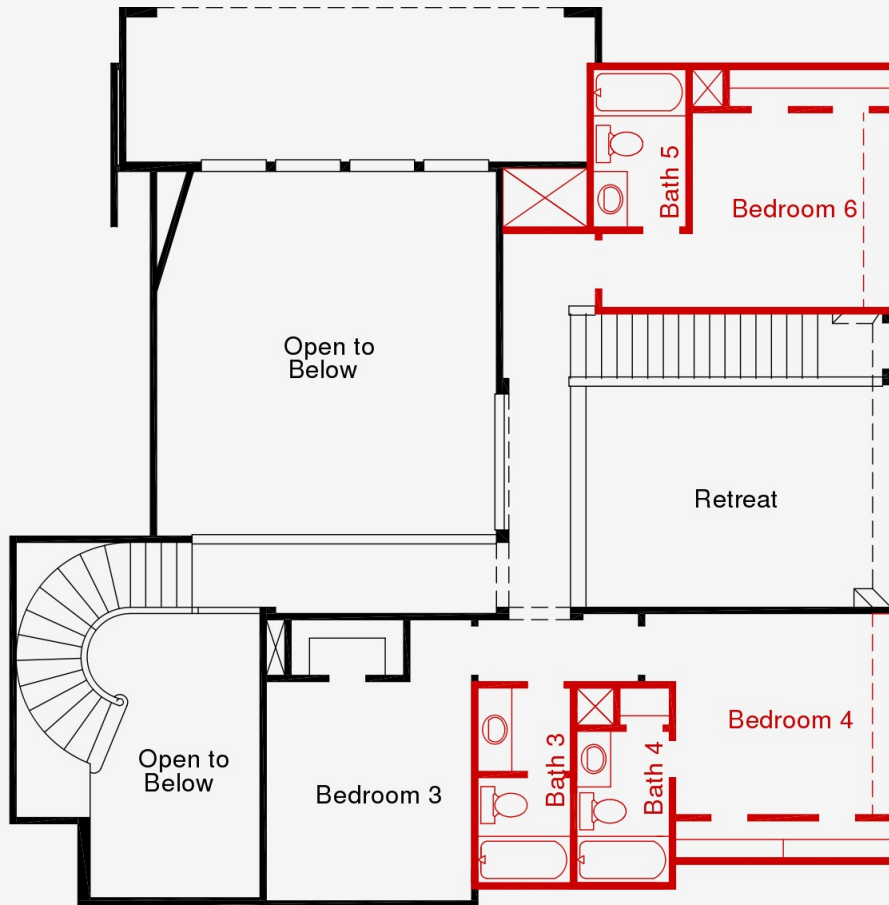 Bath 5
Bedroom 6
Open to
Below
Retreat
Bedroom 4
Open to
Below
Bedroom 3
Bath 3
Bath 4